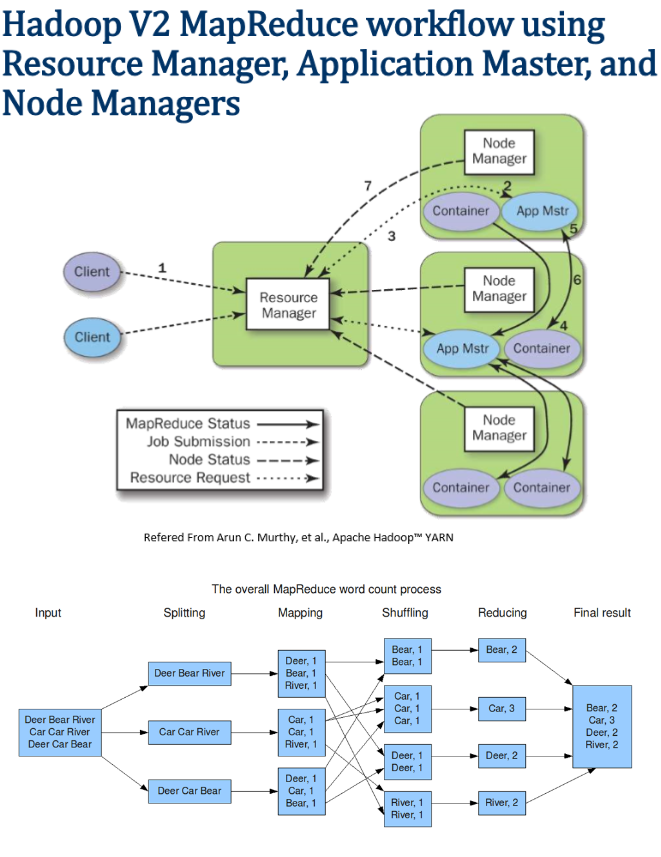 Hadoop V2 MapReduce workflow using
Resource Manager, Application Master, and
Node Managers
Node
Manager
7
2
Container
App Mstr
3
5
Client
1
Node
Manager
6
Resource
Manager
4
Client
App Mstr
Container
MapReduce Status
Job Submission
Node Status
Resource Request
Node
Manager
Container
Container
Refered From Arun C. Murthy, et al., Apache Hadoop™ YARN
The overall MapReduce word count process
Input
Splitting
Mapping
Shuffling
Reducing
Final result
Deer Bear River
Car Car River
Deer Car Bear
Deer Bear River
Car Car River
Deer Car Bear
Deer, 1
Bear, 1
River, 1
Car, 1
Car, 1
River, 1
Deer, 1
Car, 1
Bear, 1
Bear, 1
Bear, 1
Car, 1
Car, 1
Car, 1
Deer, 1
Deer, 1
River, 1
River, 1
Bear, 2
Car, 3
Deer, 2
River, 2
Bear, 2
Car, 3
Deer, 2
River, 2